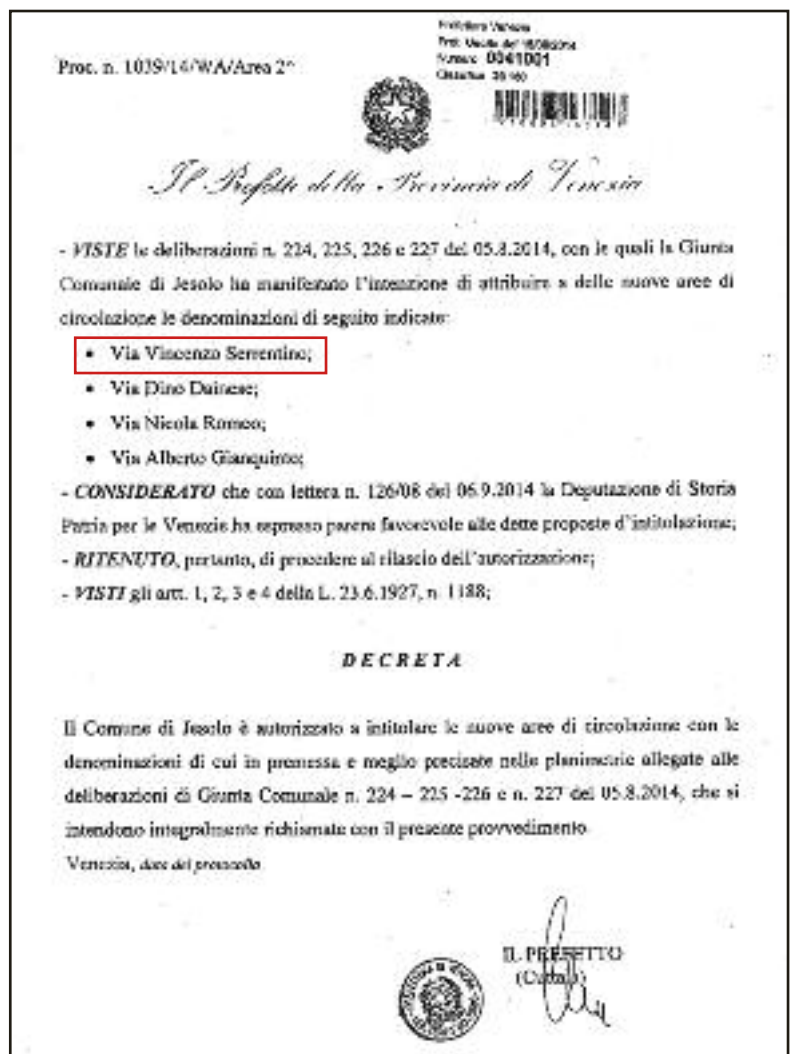 Proc. n. 1039/14/WA/Area 2^
Prefettura Venezia
Prot. Uscita del
Numero: 0041001
Classifica:
Il Prefetto della Provincia di Venezia
- VISTE le deliberazioni n. 224, 225, 226 e 227 del 05.8.2014, con le quali la Giunta
Comunale di Jesolo ha manifestato l'intenzione di attribuire a delle nuove aree di
circolazione le denominazioni di seguito indicate:
• Via Vincenzo Serrentino;
• Via Dino Dainese;
• Via Nicola Romeo;
• Via Alberto Gianquinto;
- CONSIDERATO che con lettera n. 126/08 del 06.9.2014 la Deputazione di Storia
Patria per le Venezie ha espresso parere favorevole alle dette proposte d'intitolazione;
- RITENUTO, pertanto, di procedere al rilascio dell'autorizzazione;
- VISTI gli artt. 1, 2, 3 e 4 della L. 23.6.1927, n. 1188;
DECRETA
Il Comune di Jesolo è autorizzato a intitolare le nuove aree di circolazione con le
denominazioni di cui in premessa e meglio precisate nelle planimetrie allegate alle
deliberazioni di Giunta Comunale n. 224 – 225 -226 e n. 227 del 05.8.2014, che si
intendono integralmente richiamate con il presente provvedimento
Venezia, data del protocollo
IL PREFETTO